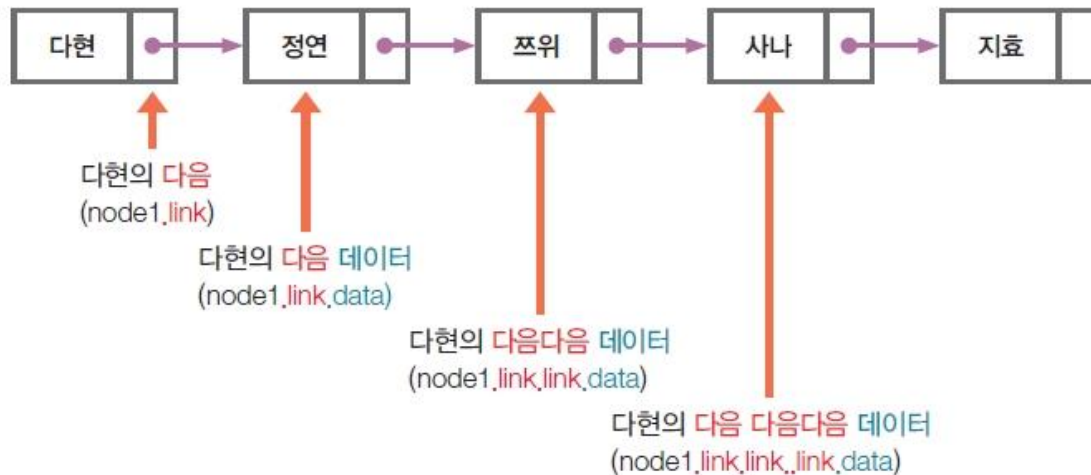 다현
정연
쯔위
사나
지효
다현의 다음
(node1.link)
다현의 다음 데이터
(node1.link.data)
다현의 다음다음 데이터
(node1.link.link.data)
다현의 다음 다음다음 데이터
(node1.link.link..link.data)